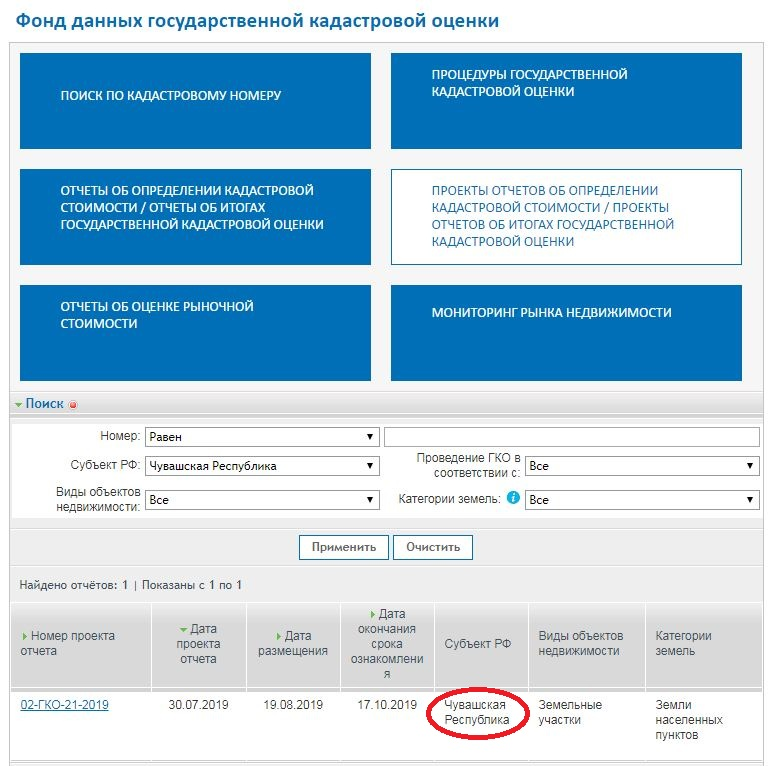 Фонд данных государственной кадастровой оценки
ПОИСК ПО КАДАСТРОВОМУ НОМЕРУ
ПРОЦЕДУРЫ ГОСУДАРСТВЕННОЙ
КАДАСТРОВОЙ ОЦЕНКИ
ОТЧЕТЫ ОБ ОПРЕДЕЛЕНИИ КАДАСТРОВОЙ
СТОИМОСТИ / ОТЧЕТЫ ОБ ИТОГАХ
ГОСУДАРСТВЕННОЙ КАДАСТРОВОЙ ОЦЕНКИ
ПРОЕКТЫ ОТЧЕТОВ ОБ ОПРЕДЕЛЕНИИ
КАДАСТРОВОЙ СТОИМОСТИ / ПРОЕКТЫ
ОТЧЕТОВ ОБ ИТОГАХ ГОСУДАРСТВЕННОЙ
КАДАСТРОВОЙ ОЦЕНКИ
ОТЧЕТЫ ОБ ОЦЕНКЕ РЫНОЧНОЙ
СТОИМОСТИ
МОНИТОРИНГ РЫНКА НЕДВИЖИМОСТИ
Поиск
Номер: Равен
Субъект РФ: Чувашская Республика
Проведение ГКО в
соответствии с: Все
Виды объектов
недвижимости: Все
Категории земель: i Все
Применить Очистить
Найдено отчётов: 1 | Показаны с 1 по 1
Номер проекта
отчета
Дата
проекта
отчета
Дата
размещения
Дата
окончания
срока
ознакомлени
я
Субъект РФ
Виды объектов
недвижимости
Категории
земель
02-ГКО-21-2019
30.07.2019
19.08.2019
17.10.2019
Чувашская
Республика
Земельные
участки
Земли
населенных
пунктов